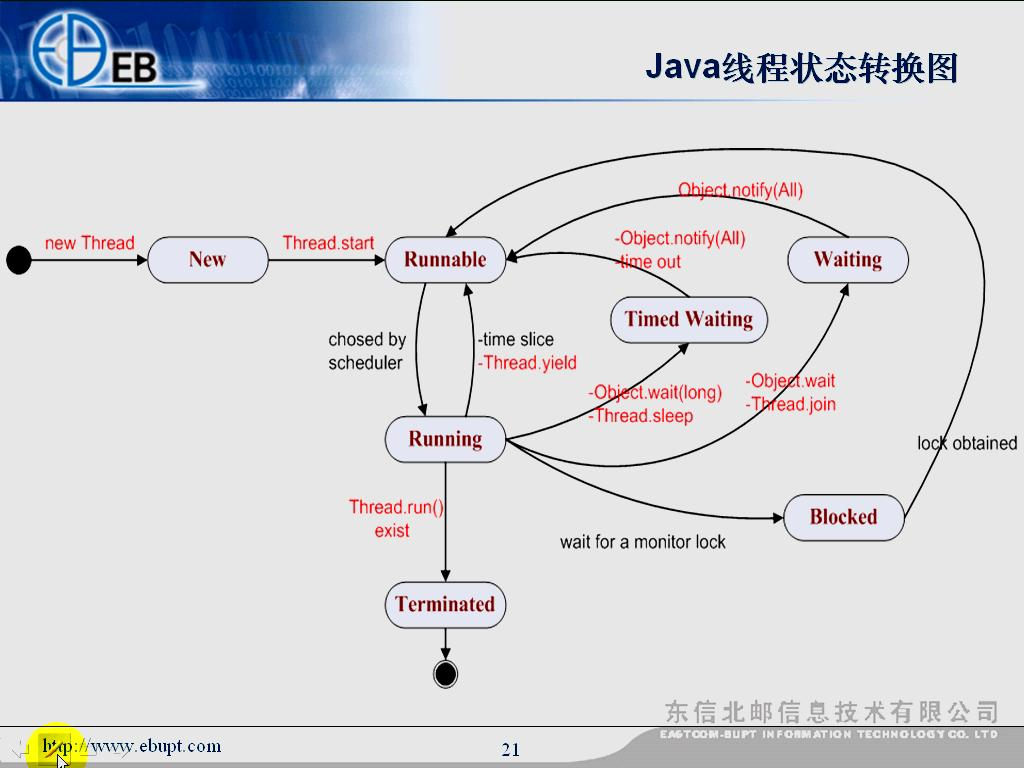 EB
Java线程状态转换图
Object.notify(All)
new Thread
Thread.start
-Object.notify(All)
-time out
New
Runnable
Waiting
Timed Waiting
chosed by
scheduler
-time slice
-Thread.yield
-Object.wait(long)
-Thread.sleep
-Object.wait
-Thread.join
Running
lock obtained
Thread.run()
exist
Blocked
wait for a monitor lock
Terminated
东信北邮信息技术有限公司
EASTCOM-BUPT INFORMATION TECHNOLOGY CO. LTD
http://www.ebupt.com
21